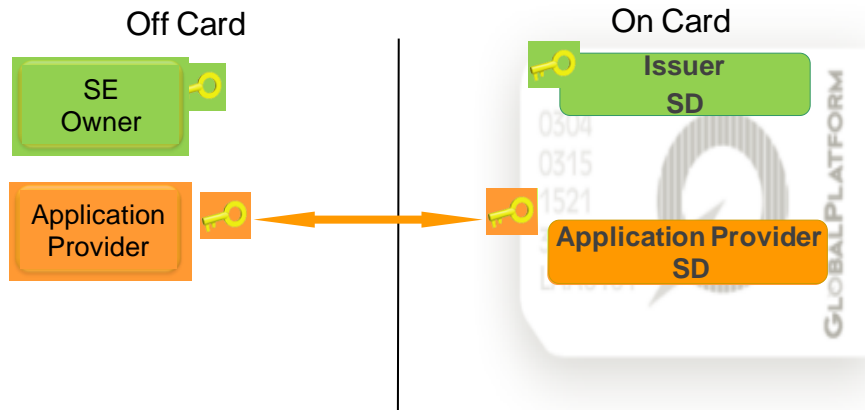 Off Card
On Card
SE
Owner
Issuer
SD
0304
0315
1521
Application
Provider
Application Provider
SD
GLOBALPLATFORM